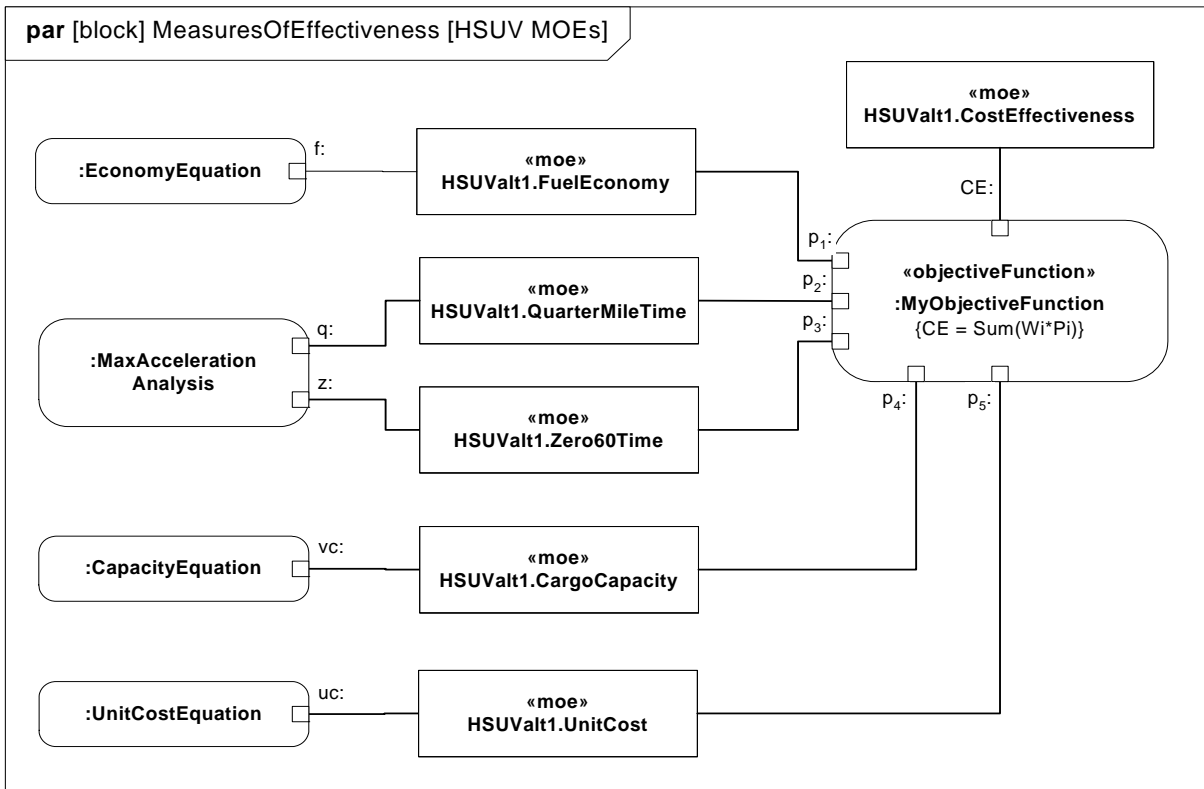 par [block] MeasuresOfEffectiveness [HSUV MOEs]
«moe»
HSUValt1.CostEffectiveness
CE:
:EconomyEquation
f:
«moe»
HSUValt1.FuelEconomy
p1:
p2:
p3:
«objectiveFunction»
:MyObjectiveFunction
{CE = Sum(Wi*Pi)}
p4:
p5:
:MaxAcceleration
Analysis
q:
z:
«moe»
HSUValt1.QuarterMileTime
«moe»
HSUValt1.Zero60Time
:CapacityEquation
vc:
«moe»
HSUValt1.CargoCapacity
:UnitCostEquation
uc:
«moe»
HSUValt1.UnitCost